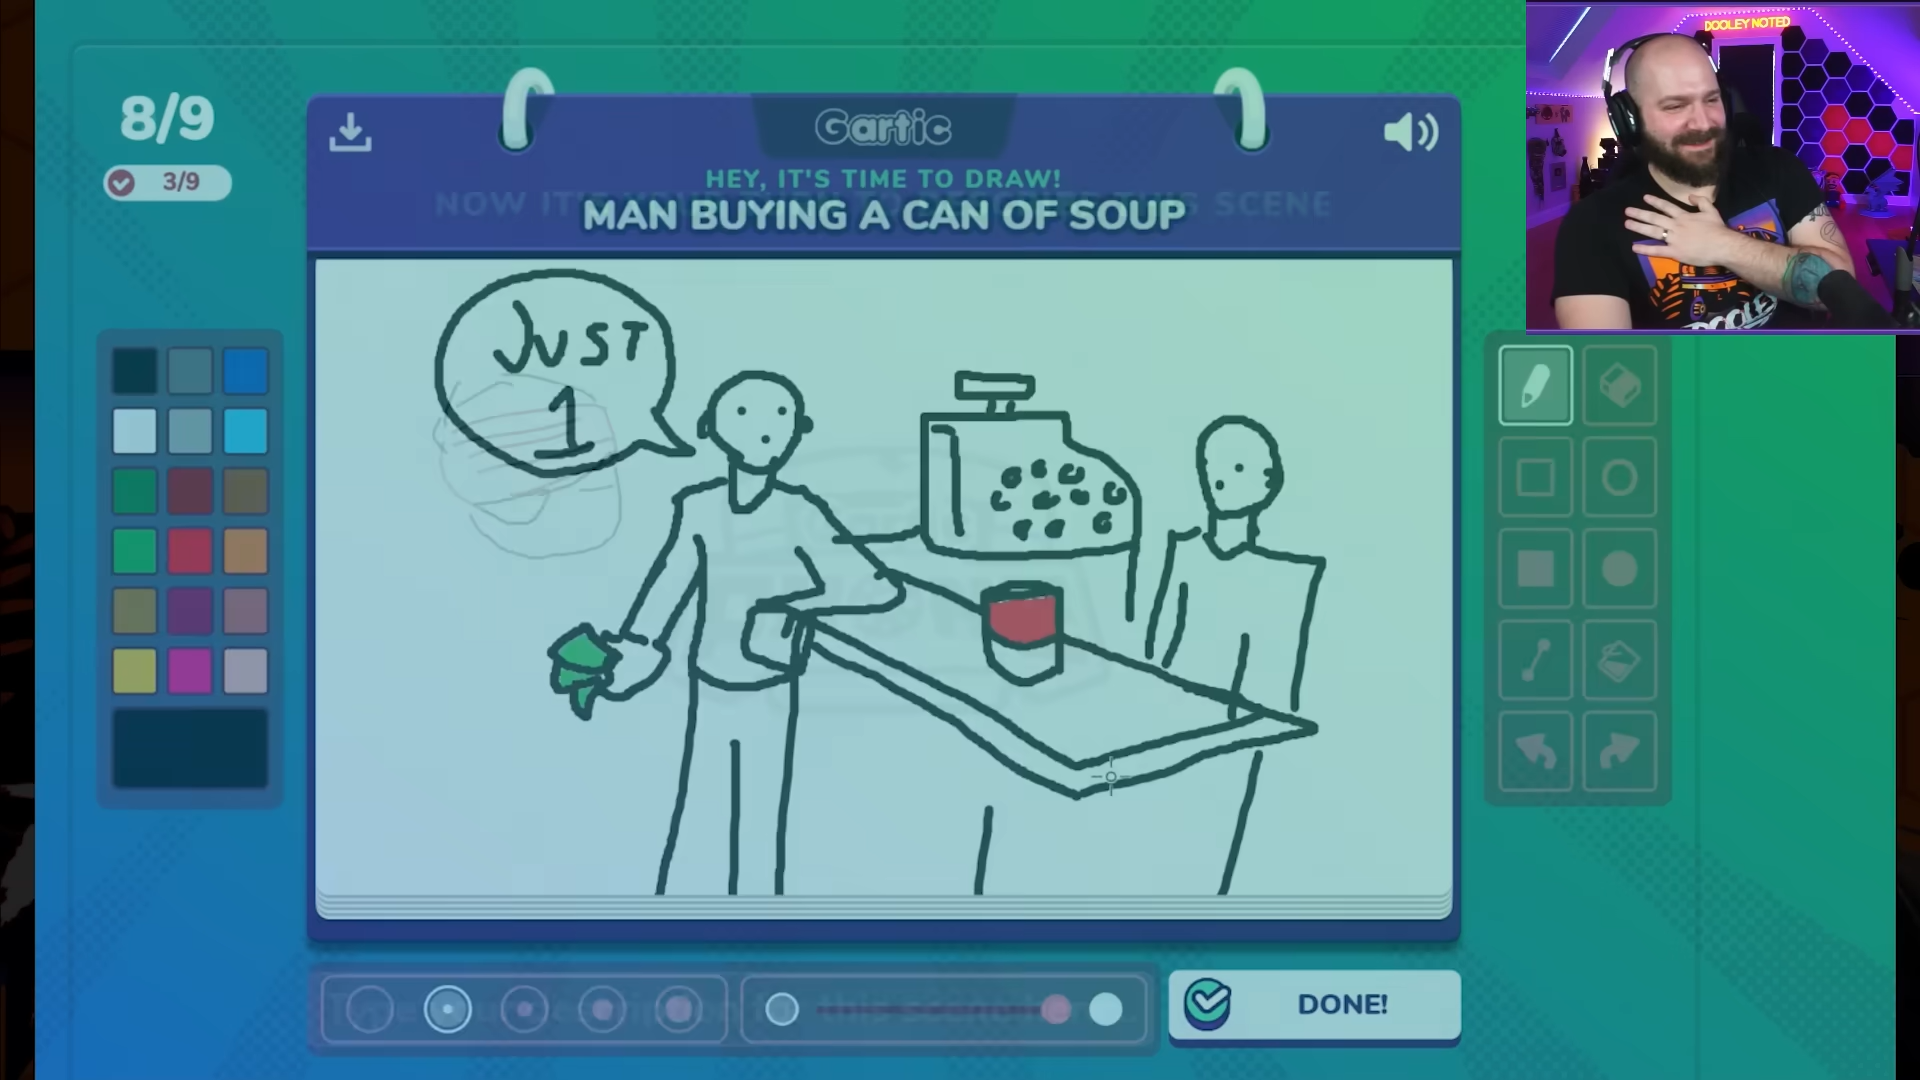 DOOLEY NOTED
8/9
Gartic
3/9
HEY, IT'S TIME TO DRAW!
MAN BUYING A CAN OF SOUP
JUST
1
DONE!